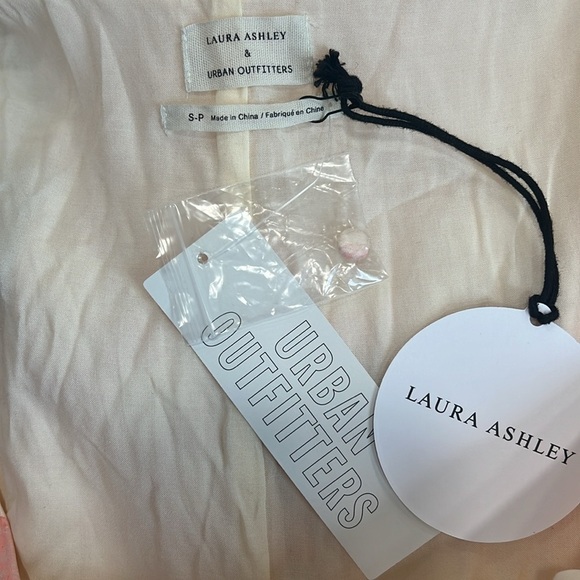 LAURA ASHLEY
&
URBAN OUTFITTERS
S-P Made in China / Fabriqué en Chine
URBAN
OUTFITTERS
LAURA ASHLEY